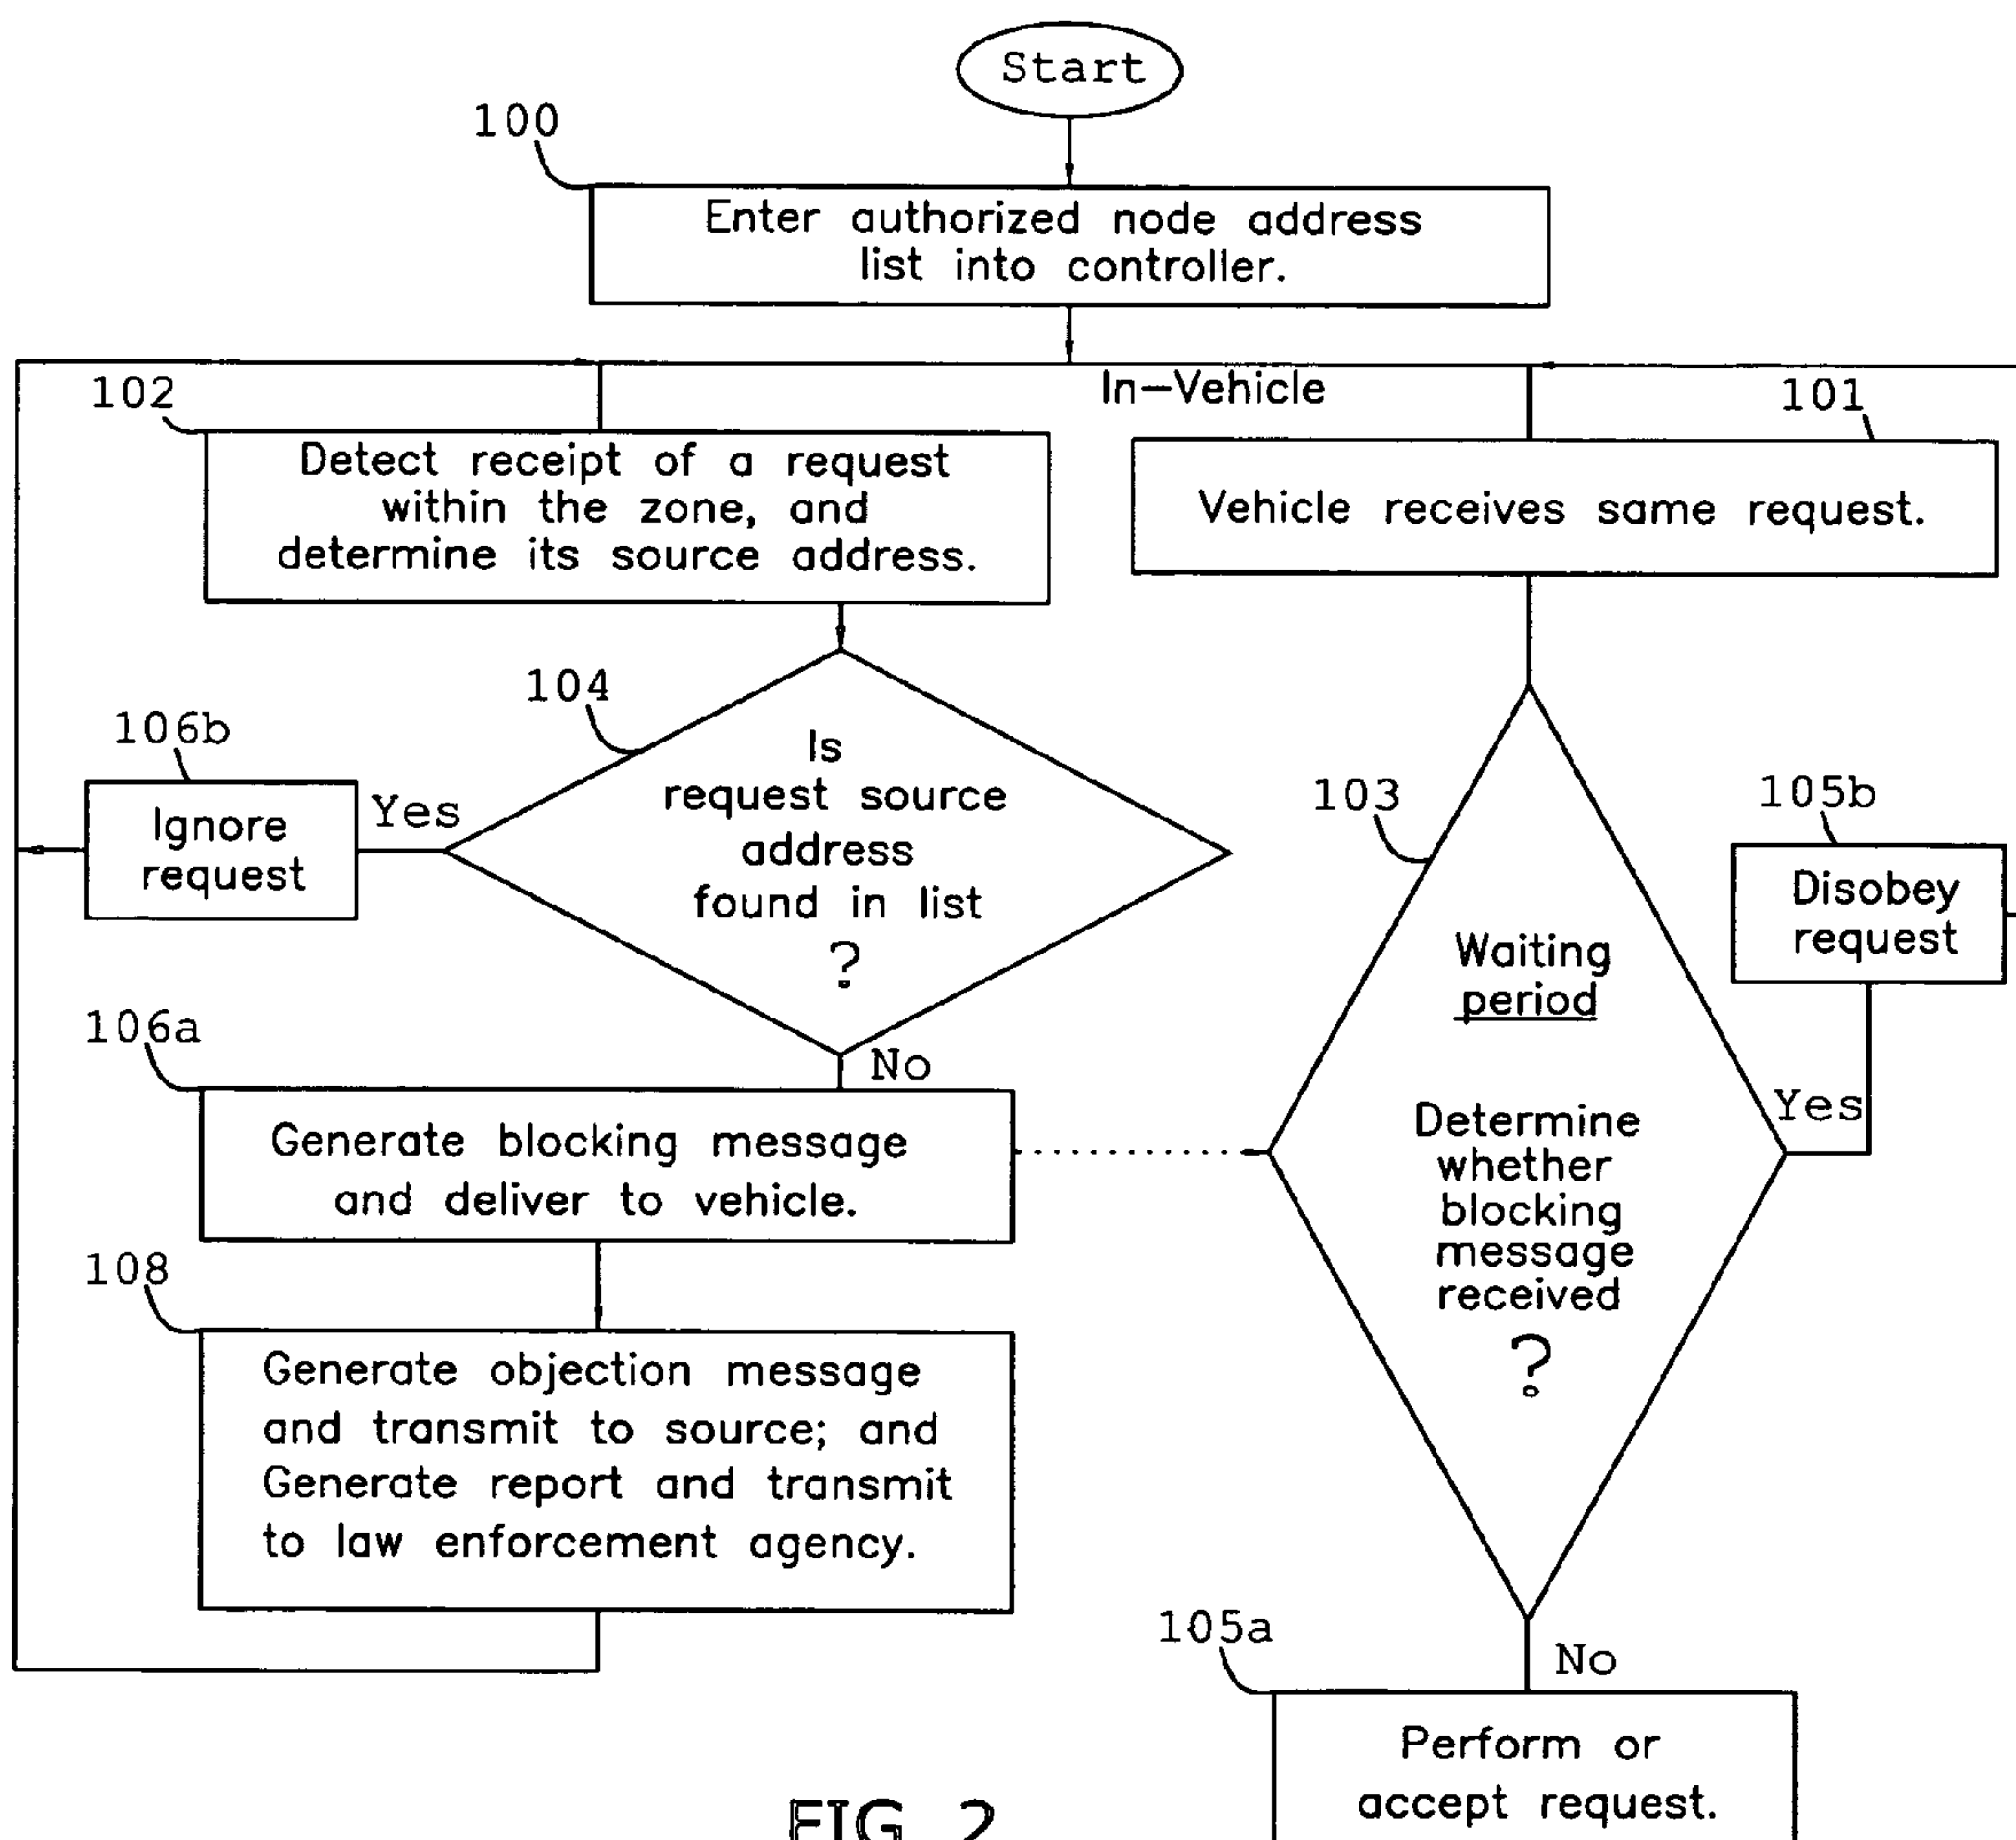 Start
100
Enter authorized node address
list into controller.
In-Vehicle
102
101
Detect receipt of a request
within the zone, and
determine its source address.
Vehicle receives same request.
104
106b
Is
request source
address
found in list
?
Yes
Ignore
request
103
105b
Disobey
request
Waiting
period
Determine
whether
blocking
message
received
?
Yes
106a
No
Generate blocking message
and deliver to vehicle.
108
Generate objection message
and transmit to source; and
Generate report and transmit
to law enforcement agency.
105a
No
Perform or
accept request.
FIG. 2